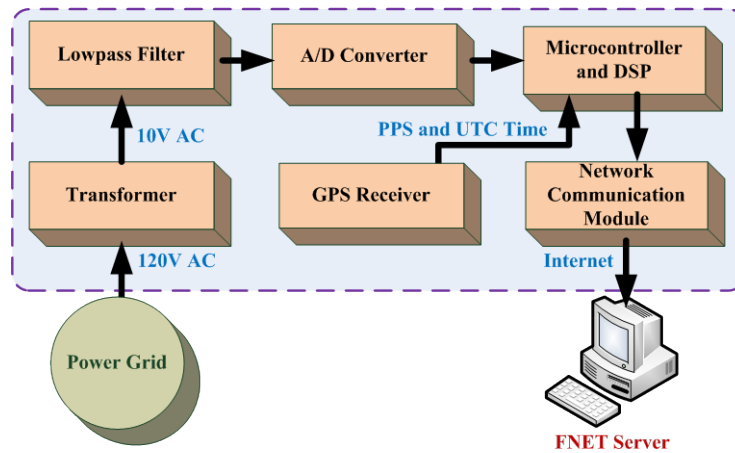 Lowpass Filter
A/D Converter
Microcontroller
and DSP
10V AC
PPS and UTC Time
Transformer
GPS Receiver
Network
Communication
Module
120V AC
Internet
Power Grid
FNET Server